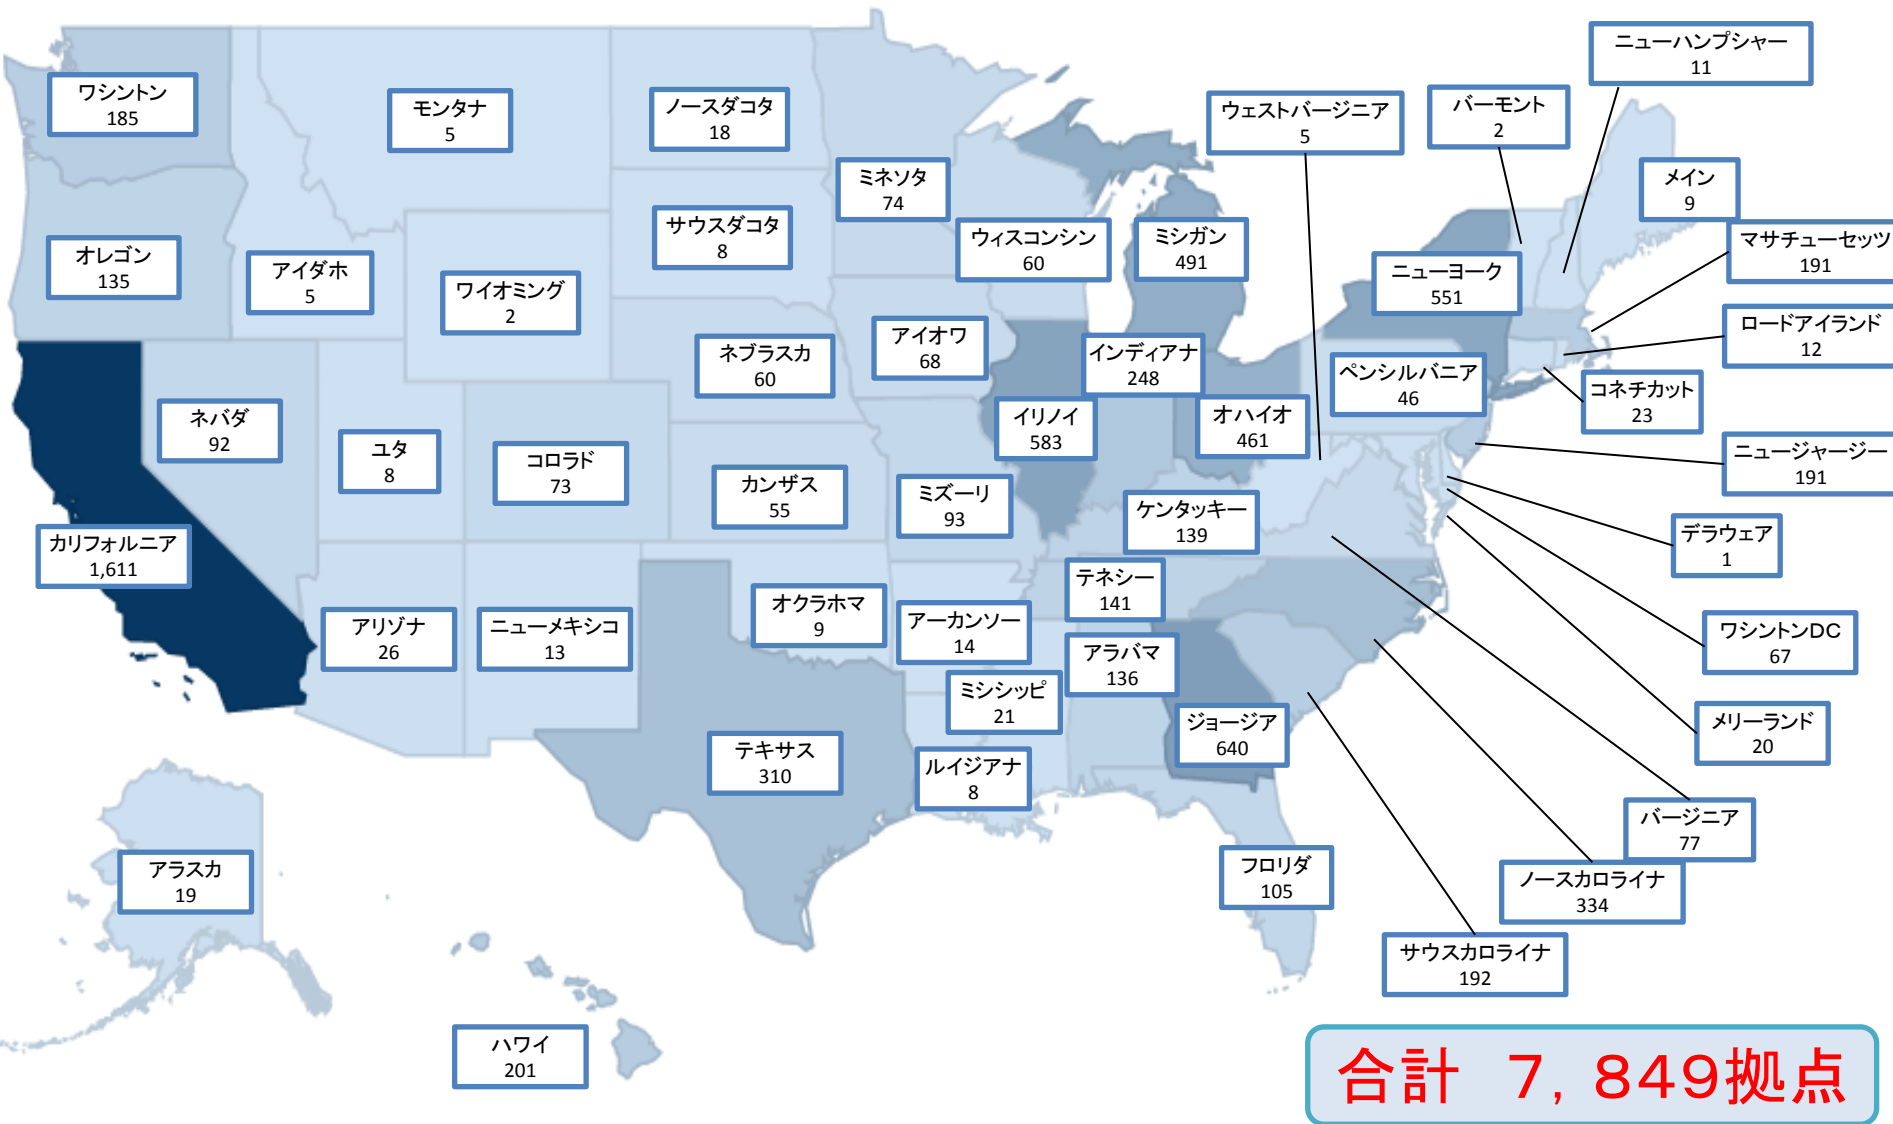 ニューハンプシャー
11
ワシントン
185
モンタナ
5
ノースダコタ
18
ウェストバージニア
5
バーモント
2
ミネソタ
74
メイン
9
サウスダコタ
8
ウィスコンシン
60
ミシガン
491
マサチューセッツ
191
オレゴン
135
アイダホ
5
ワイオミング
2
ニューヨーク
551
ネブラスカ
60
アイオワ
68
インディアナ
248
ロードアイランド
12
ペンシルバニア
46
コネチカット
23
ネバダ
92
ユタ
8
コロラド
73
イリノイ
583
オハイオ
461
ニュージャージー
191
カンザス
55
ミズーリ
93
ケンタッキー
139
カリフォルニア
1,611
デラウェア
1
テネシー
141
オクラホマ
9
アーカンソー
14
アリゾナ
26
ニューメキシコ
13
ワシントンDC
67
アラバマ
136
ミシシッピ
21
ジョージア
640
メリーランド
20
テキサス
310
ルイジアナ
8
バージニア
77
アラスカ
19
フロリダ
105
ノースカロライナ
334
サウスカロライナ
192
ハワイ
201
合計　7，849拠点